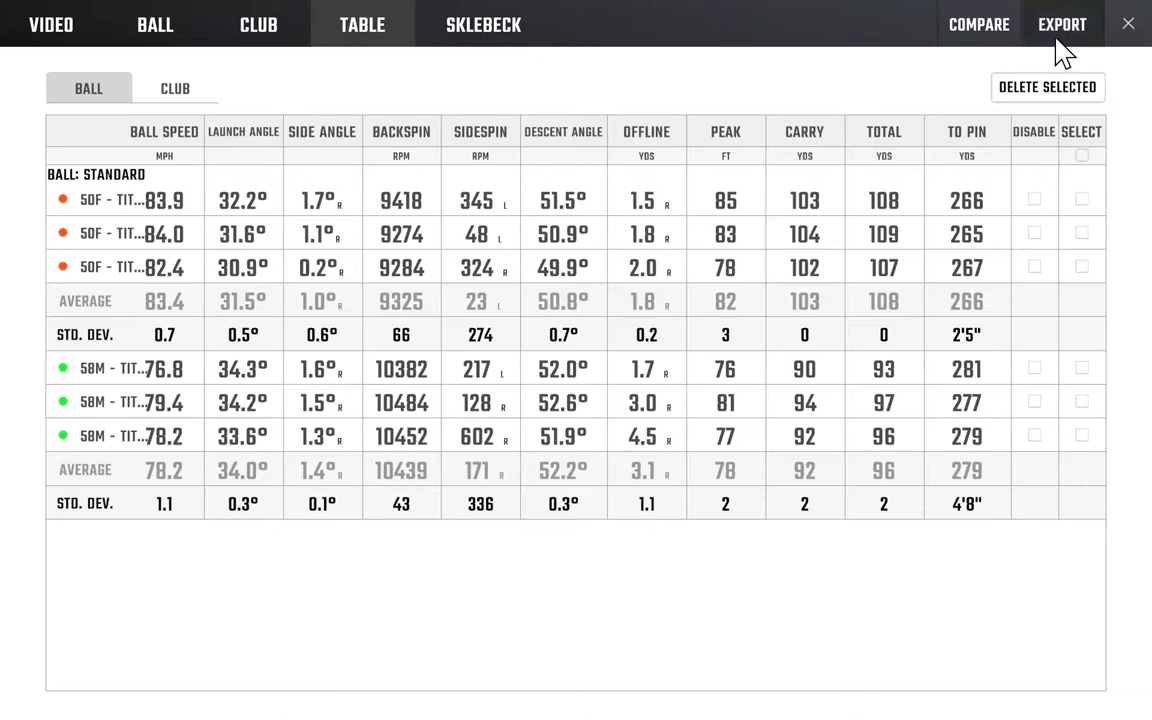 VIDEO BALL CLUB TABLE SKLEBECK COMPARE EXPORT
BALL CLUB DELETE SELECTED
BALL SPEED LAUNCH ANGLE SIDE ANGLE BACKSPIN SIDESPIN DESCENT ANGLE OFFLINE PEAK CARRY TOTAL TO PIN DISABLE SELECT
MPH RPM RPM YDS FT YDS YDS YDS
BALL: STANDARD
50F - TIT... 83.9 32.2° 1.7° R 9418 345 L 51.5° 1.5 R 85 103 108 266
50F - TIT... 84.0 31.6° 1.1° R 9274 48 L 50.9° 1.8 R 83 104 109 265
50F - TIT... 82.4 30.9° 0.2° R 9284 324 R 49.9° 2.0 R 78 102 107 267
AVERAGE 83.4 31.5° 1.0° R 9325 23 L 50.8° 1.8 R 82 103 108 266
STD. DEV. 0.7 0.5° 0.6° 66 274 0.7° 0.2 3 0 0 2'5"
58M - TIT... 76.8 34.3° 1.6° R 10382 217 L 52.0° 1.7 R 76 90 93 281
58M - TIT... 79.4 34.2° 1.5° R 10484 128 R 52.6° 3.0 R 81 94 97 277
58M - TIT... 78.2 33.6° 1.3° R 10452 602 R 51.9° 4.5 R 77 92 96 279
AVERAGE 78.2 34.0° 1.4° R 10439 171 R 52.2° 3.1 R 78 92 96 279
STD. DEV. 1.1 0.3° 0.1° 43 336 0.3° 1.1 2 2 2 4'8"